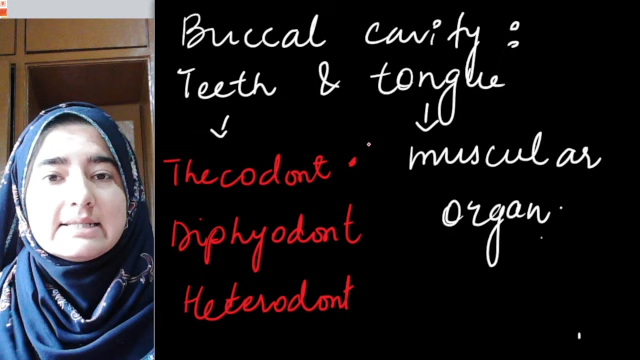 Buccal cavity :
Teeth & tongue
↓ ↓
Thecodont . muscular
Diphyodont organ.
Heterodont